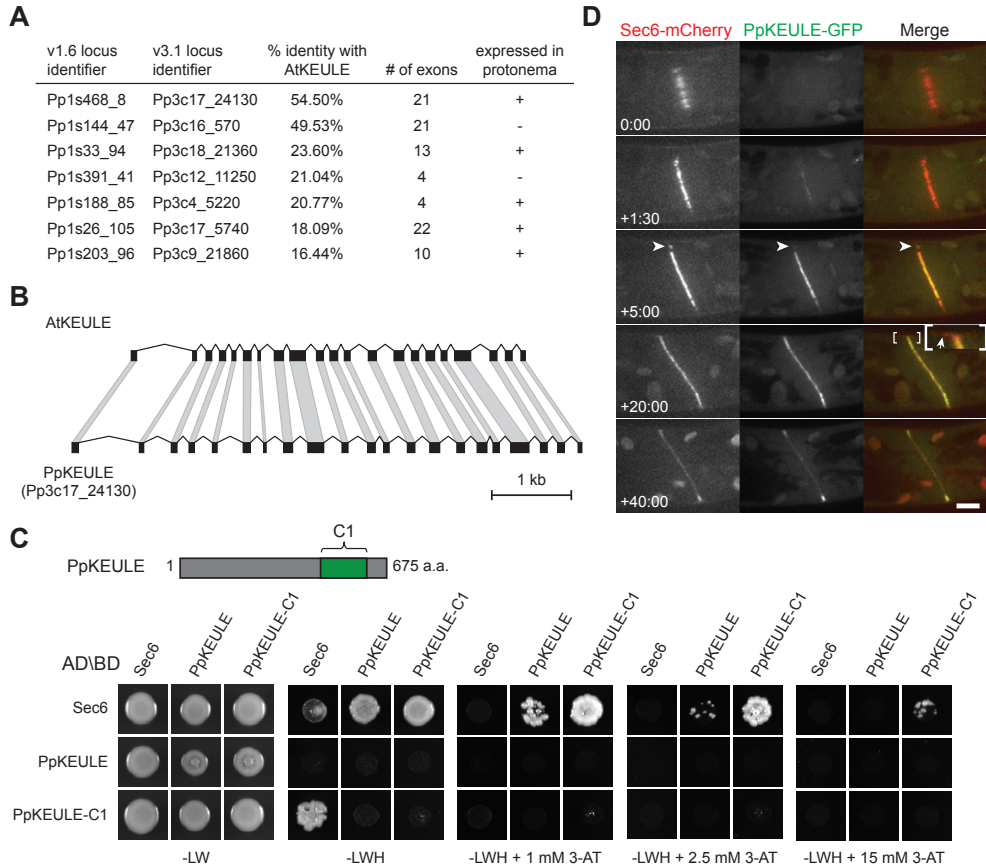 A
v1.6 locus identifier
v3.1 locus identifier
% identity with AtKEULE
# of exons
expressed in protonema
Pp1s468_8 Pp3c17_24130 54.50% 21 +
Pp1s144_47 Pp3c16_570 49.53% 21 -
Pp1s33_94 Pp3c18_21360 23.60% 13 +
Pp1s391_41 Pp3c12_11250 21.04% 4 -
Pp1s188_85 Pp3c4_5220 20.77% 4 +
Pp1s26_105 Pp3c17_5740 18.09% 22 +
Pp1s203_96 Pp3c9_21860 16.44% 10 +
B
AtKEULE
PpKEULE
(Pp3c17_24130)
1 kb
C
C1
PpKEULE 1 675 a.a.
AD\BD
Sec6 PpKEULE PpKEULE-C1
Sec6 PpKEULE PpKEULE-C1
Sec6 PpKEULE PpKEULE-C1
Sec6 PpKEULE PpKEULE-C1
Sec6 PpKEULE PpKEULE-C1
Sec6
PpKEULE
PpKEULE-C1
-LW -LWH -LWH + 1 mM 3-AT -LWH + 2.5 mM 3-AT -LWH + 15 mM 3-AT
D
Sec6-mCherry PpKEULE-GFP Merge
0:00
+1:30
+5:00
+20:00
+40:00